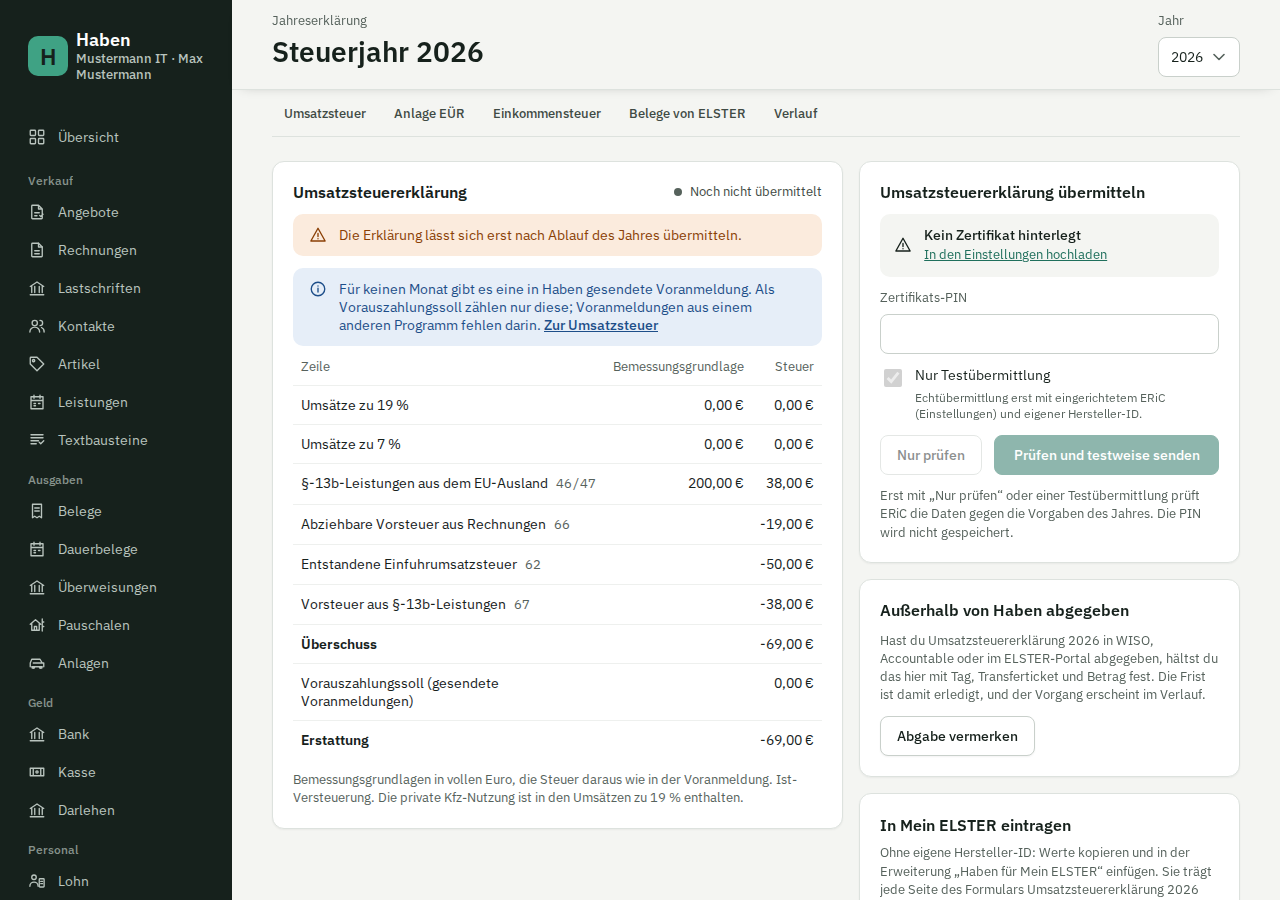 H
Haben
Mustermann IT · Max
Mustermann
Übersicht
Verkauf
Angebote
Rechnungen
Lastschriften
Kontakte
Artikel
Leistungen
Textbausteine
Ausgaben
Belege
Dauerbelege
Überweisungen
Pauschalen
Anlagen
Geld
Bank
Kasse
Darlehen
Personal
Lohn
Jahreserklärung
Steuerjahr 2026
Jahr
2026
Umsatzsteuer Anlage EÜR Einkommensteuer Belege von ELSTER Verlauf
Umsatzsteuererklärung Noch nicht übermittelt
Die Erklärung lässt sich erst nach Ablauf des Jahres übermitteln.
Für keinen Monat gibt es eine in Haben gesendete Voranmeldung. Als
Vorauszahlungssoll zählen nur diese; Voranmeldungen aus einem
anderen Programm fehlen darin. Zur Umsatzsteuer
Zeile Bemessungsgrundlage Steuer
Umsätze zu 19 % 0,00 € 0,00 €
Umsätze zu 7 % 0,00 € 0,00 €
§-13b-Leistungen aus dem EU-Ausland 46/47 200,00 € 38,00 €
Abziehbare Vorsteuer aus Rechnungen 66 -19,00 €
Entstandene Einfuhrumsatzsteuer 62 -50,00 €
Vorsteuer aus §-13b-Leistungen 67 -38,00 €
Überschuss -69,00 €
Vorauszahlungssoll (gesendete 0,00 €
Voranmeldungen)
Erstattung -69,00 €
Bemessungsgrundlagen in vollen Euro, die Steuer daraus wie in der Voranmeldung. Ist-
Versteuerung. Die private Kfz-Nutzung ist in den Umsätzen zu 19 % enthalten.
Umsatzsteuererklärung übermitteln
Kein Zertifikat hinterlegt
In den Einstellungen hochladen
Zertifikats-PIN
Nur Testübermittlung
Echtübermittlung erst mit eingerichtetem ERiC
(Einstellungen) und eigener Hersteller-ID.
Nur prüfen Prüfen und testweise senden
Erst mit „Nur prüfen“ oder einer Testübermittlung prüft
ERiC die Daten gegen die Vorgaben des Jahres. Die PIN
wird nicht gespeichert.
Außerhalb von Haben abgegeben
Hast du Umsatzsteuererklärung 2026 in WISO,
Accountable oder im ELSTER-Portal abgegeben, hältst du
das hier mit Tag, Transferticket und Betrag fest. Die Frist
ist damit erledigt, und der Vorgang erscheint im Verlauf.
Abgabe vermerken
In Mein ELSTER eintragen
Ohne eigene Hersteller-ID: Werte kopieren und in der
Erweiterung „Haben für Mein ELSTER“ einfügen. Sie trägt
jede Seite des Formulars Umsatzsteuererklärung 2026